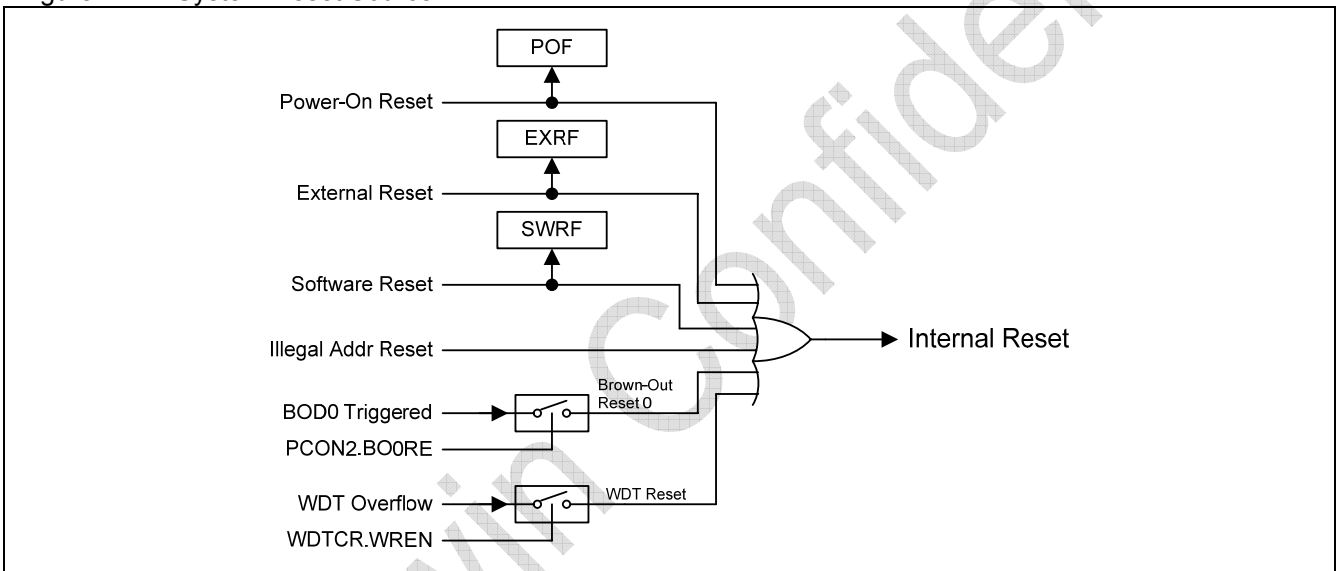 POF
Power-On Reset
EXRF
External Reset
SWRF
Software Reset
Internal Reset
Illegal Addr Reset
Brown-Out
Reset 0
BOD0 Triggered
PCON2.BO0RE
WDT Overflow
WDT Reset
WDTCR.WREN